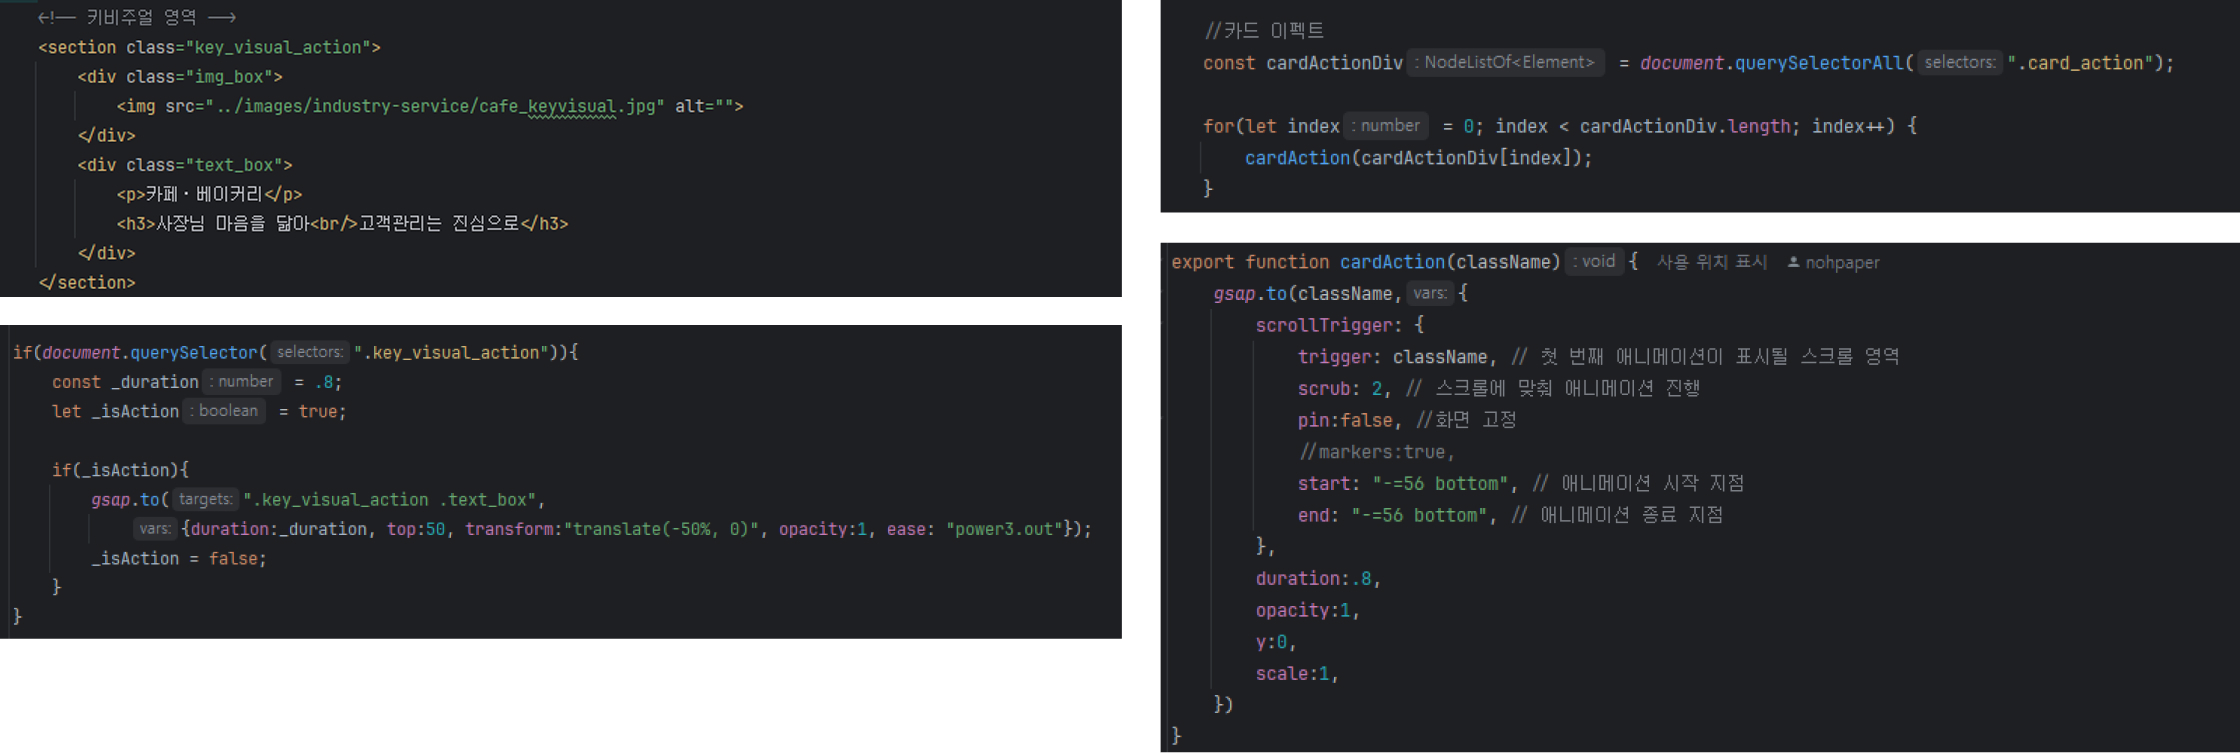 <!-- 키비주얼 영역 -->
<section class="key_visual_action">
<div class="img_box">
<img src="../images/industry-service/cafe_keyvisual.jpg" alt="">
</div>
<div class="text_box">
<p>카페·베이커리</p>
<h3>사장님 마음을 닮아<br/>고객관리는 진심으로</h3>
</div>
</section>
if(document.querySelector( selectors: ".key_visual_action")){
const _duration : number = .8;
let _isAction : boolean = true;
if(_isAction){
gsap.to( targets: ".key_visual_action .text_box",
vars: {duration:_duration, top:50, transform:"translate(-50%, 0)", opacity:1, ease: "power3.out"});
_isAction = false;
}
}
//카드 이펙트
const cardActionDiv : NodeListOf<Element> = document.querySelectorAll( selectors: ".card_action");
for(let index : number = 0; index < cardActionDiv.length; index++) {
cardAction(cardActionDiv[index]);
}
export function cardAction(className) : void { 사용 위치 표시 nohpaper
gsap.to(className, vars: {
scrollTrigger: {
trigger: className, // 첫 번째 애니메이션이 표시될 스크롤 영역
scrub: 2, // 스크롤에 맞춰 애니메이션 진행
pin:false, //화면 고정
//markers:true,
start: "-=56 bottom", // 애니메이션 시작 지점
end: "-=56 bottom", // 애니메이션 종료 지점
},
duration:.8,
opacity:1,
y:0,
scale:1,
})
}